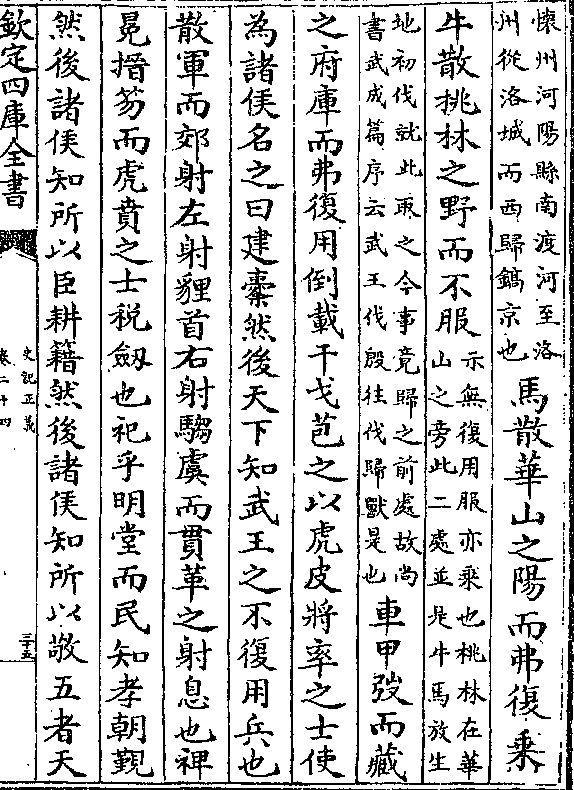 懷州河陽縣南渡河至洛
州從洛城而西歸鎬京也
馬散華山之陽而弗復乗
牛散挑林之野而不服
示無復用服亦乗也桃林在華
山之旁此二處並是牛馬放生
地初伐就此取之今事竟歸之前處故尚
書武成篇序云武王伐殷往伐歸獸是也
車甲弢而藏
之府庫而弗復用倒載干戈苞之以虎皮將率之士使
為諸侯名之曰建櫜然後天下知武王之不復用兵也
散軍而郊射左射貍首右射騶虞而貫革之射息也裨
冕搢笏而虎賁之士税劔也祀乎明堂而民知孝朝覲
然後諸侯知所以臣耕籍然後諸侯知所以敬五者天
欽定四庫全書
史記正義
卷二十四
三十五